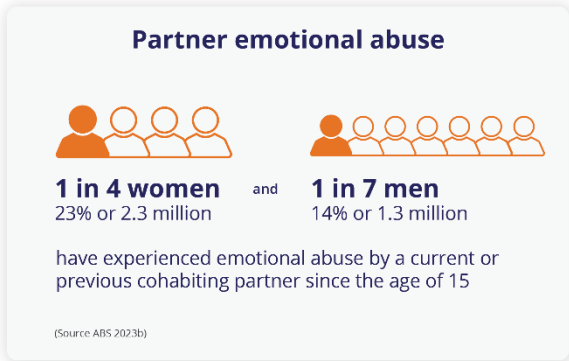 Partner emotional abuse
1 in 4 women and 1 in 7 men
23% or 2.3 million 14% or 1.3 million
have experienced emotional abuse by a current or
previous cohabiting partner since the age of 15
(Source ABS 2023b)